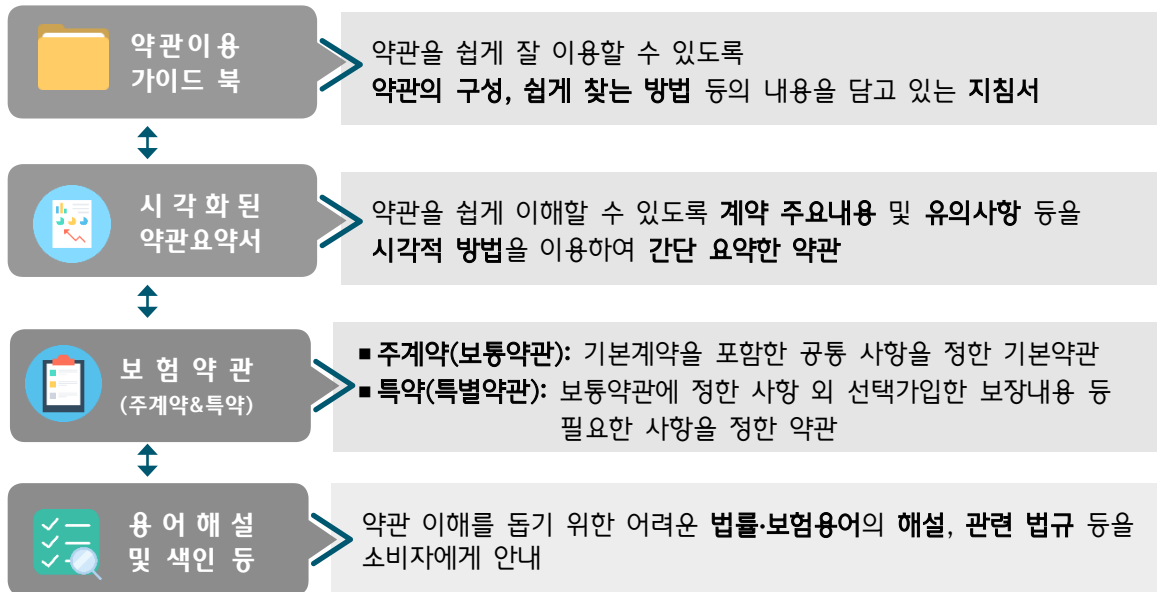 약관이용
가이드 북
약관을 쉽게 잘 이용할 수 있도록
약관의 구성, 쉽게 찾는 방법 등의 내용을 담고 있는 지침서
시각화된
약관요약서
약관을 쉽게 이해할 수 있도록 계약 주요내용 및 유의사항 등을
시각적 방법을 이용하여 간단 요약한 약관
보험약관
(주계약&특약)
▪주계약(보통약관): 기본계약을 포함한 공통 사항을 정한 기본약관
▪특약(특별약관): 보통약관에 정한 사항 외 선택가입한 보장내용 등
필요한 사항을 정한 약관
용어해설
및 색인 등
약관 이해를 돕기 위한 어려운 법률·보험용어의 해설, 관련 법규 등을
소비자에게 안내